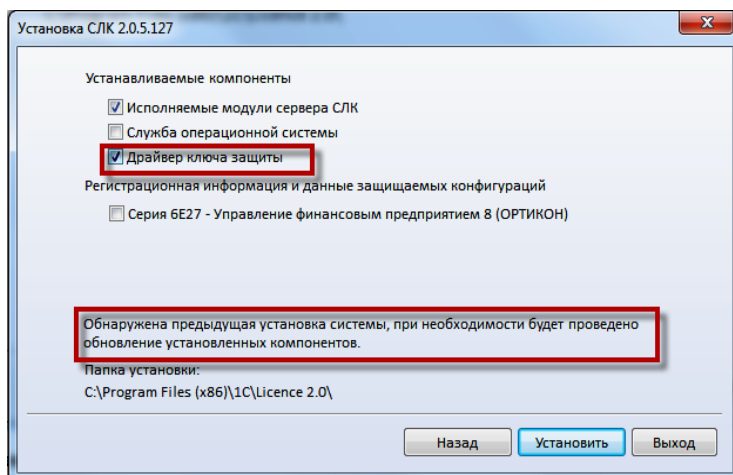 Установка СЛК 2.0.5.127
Устанавливаемые компоненты
Исполняемые модули сервера СЛК
Служба операционной системы
Драйвер ключа защиты
Регистрационная информация и данные защищаемых конфигураций
Серия 6E27 - Управление финансовым предприятием 8 (ОРТИКОН)
Обнаружена предыдущая установка системы, при необходимости будет проведено
обновление установленных компонентов.
Папка установки:
C:\Program Files (x86)\1C\Licence 2.0\
Назад
Установить
Выход